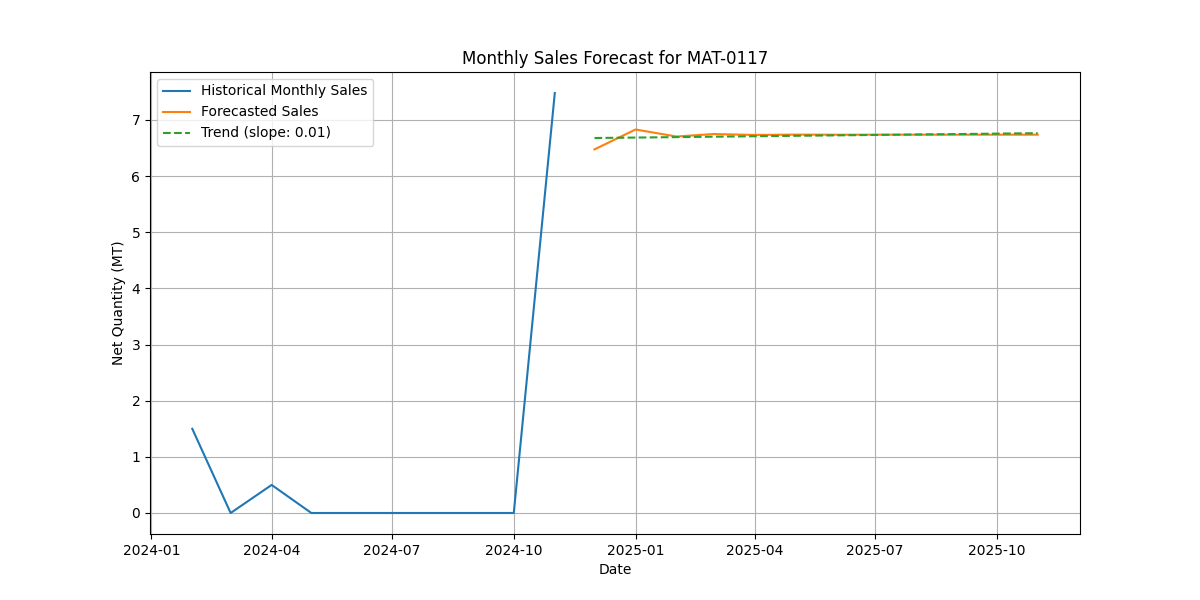 Monthly Sales Forecast for MAT-0117
Historical Monthly Sales
Forecasted Sales
Trend (slope: 0.01)
Net Quantity (MT)
7
6
5
4
3
2
1
0
2024-01 2024-04 2024-07 2024-10 2025-01 2025-04 2025-07 2025-10
Date